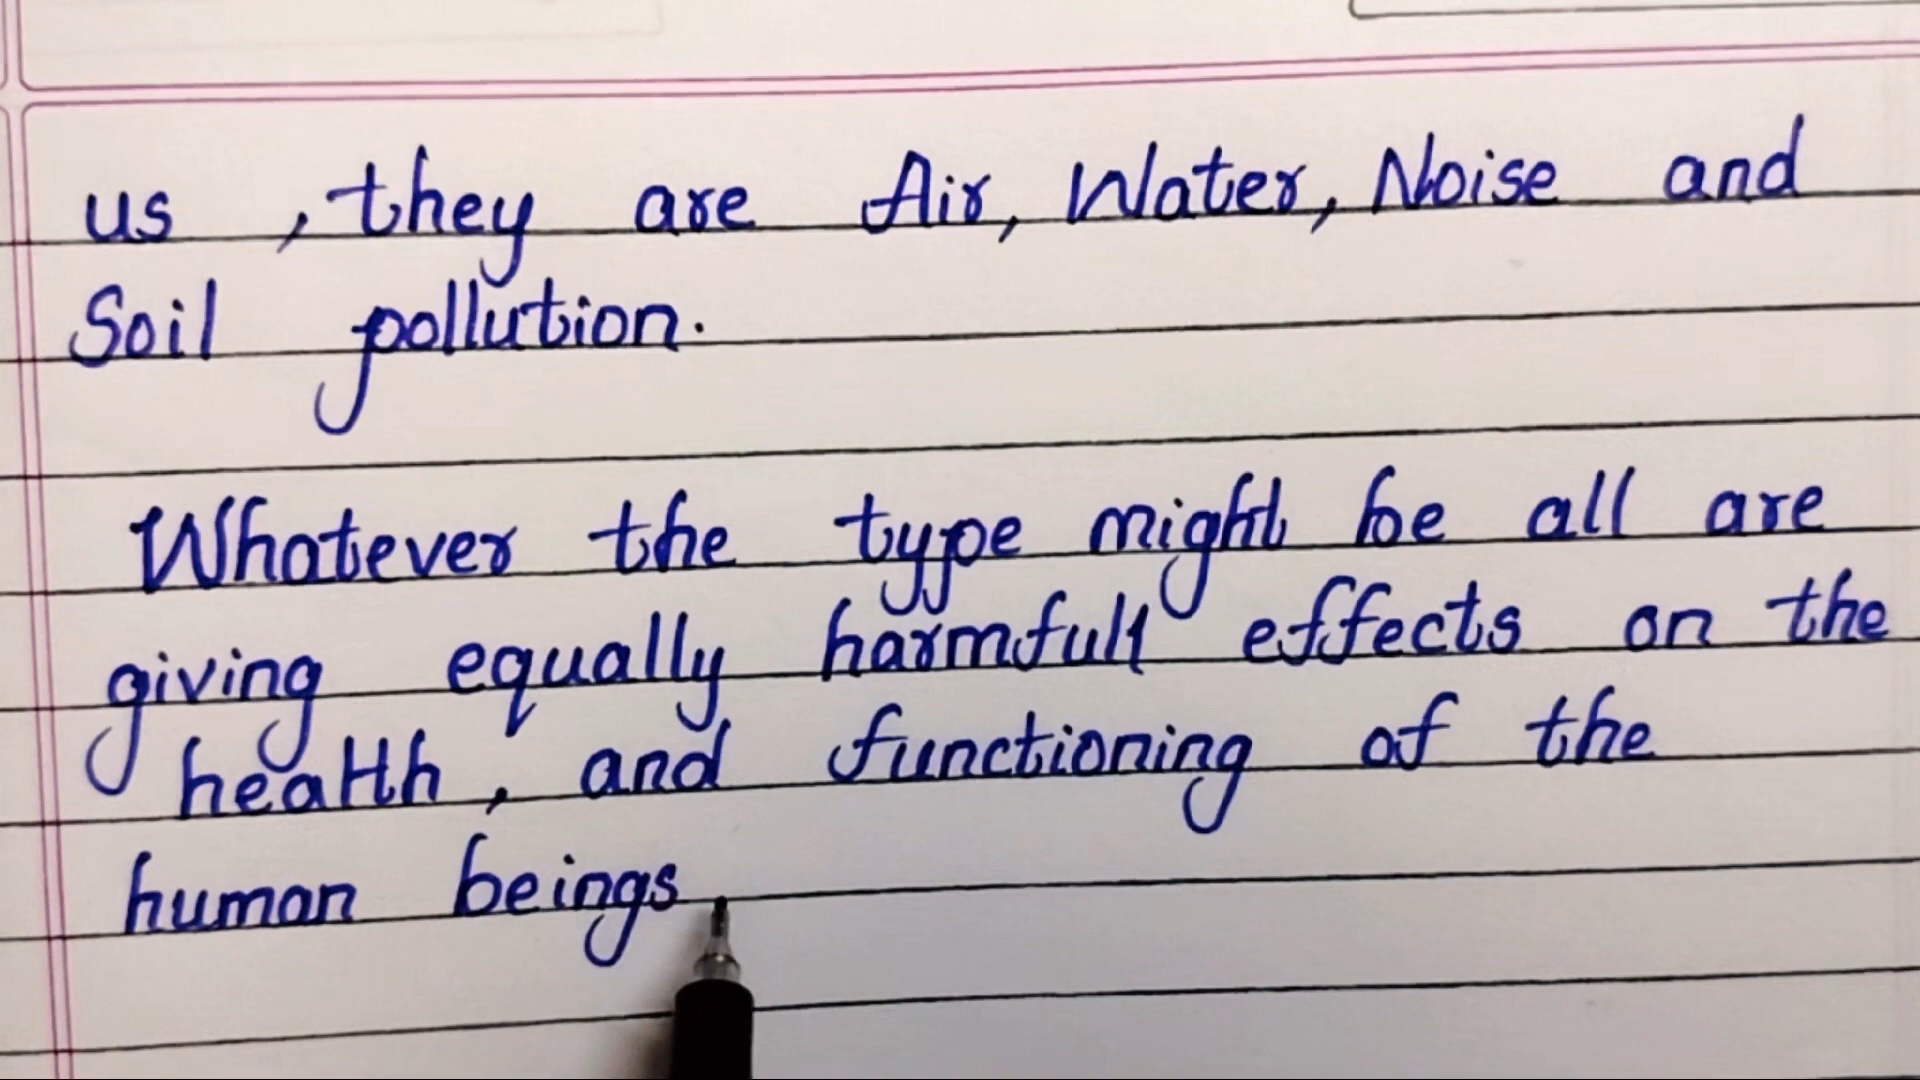 us , they are Air, Water, Noise and
Soil pollution.
Whatever the type might be all are
giving equally harmfull effects on the
health, and functioning of the
human beings